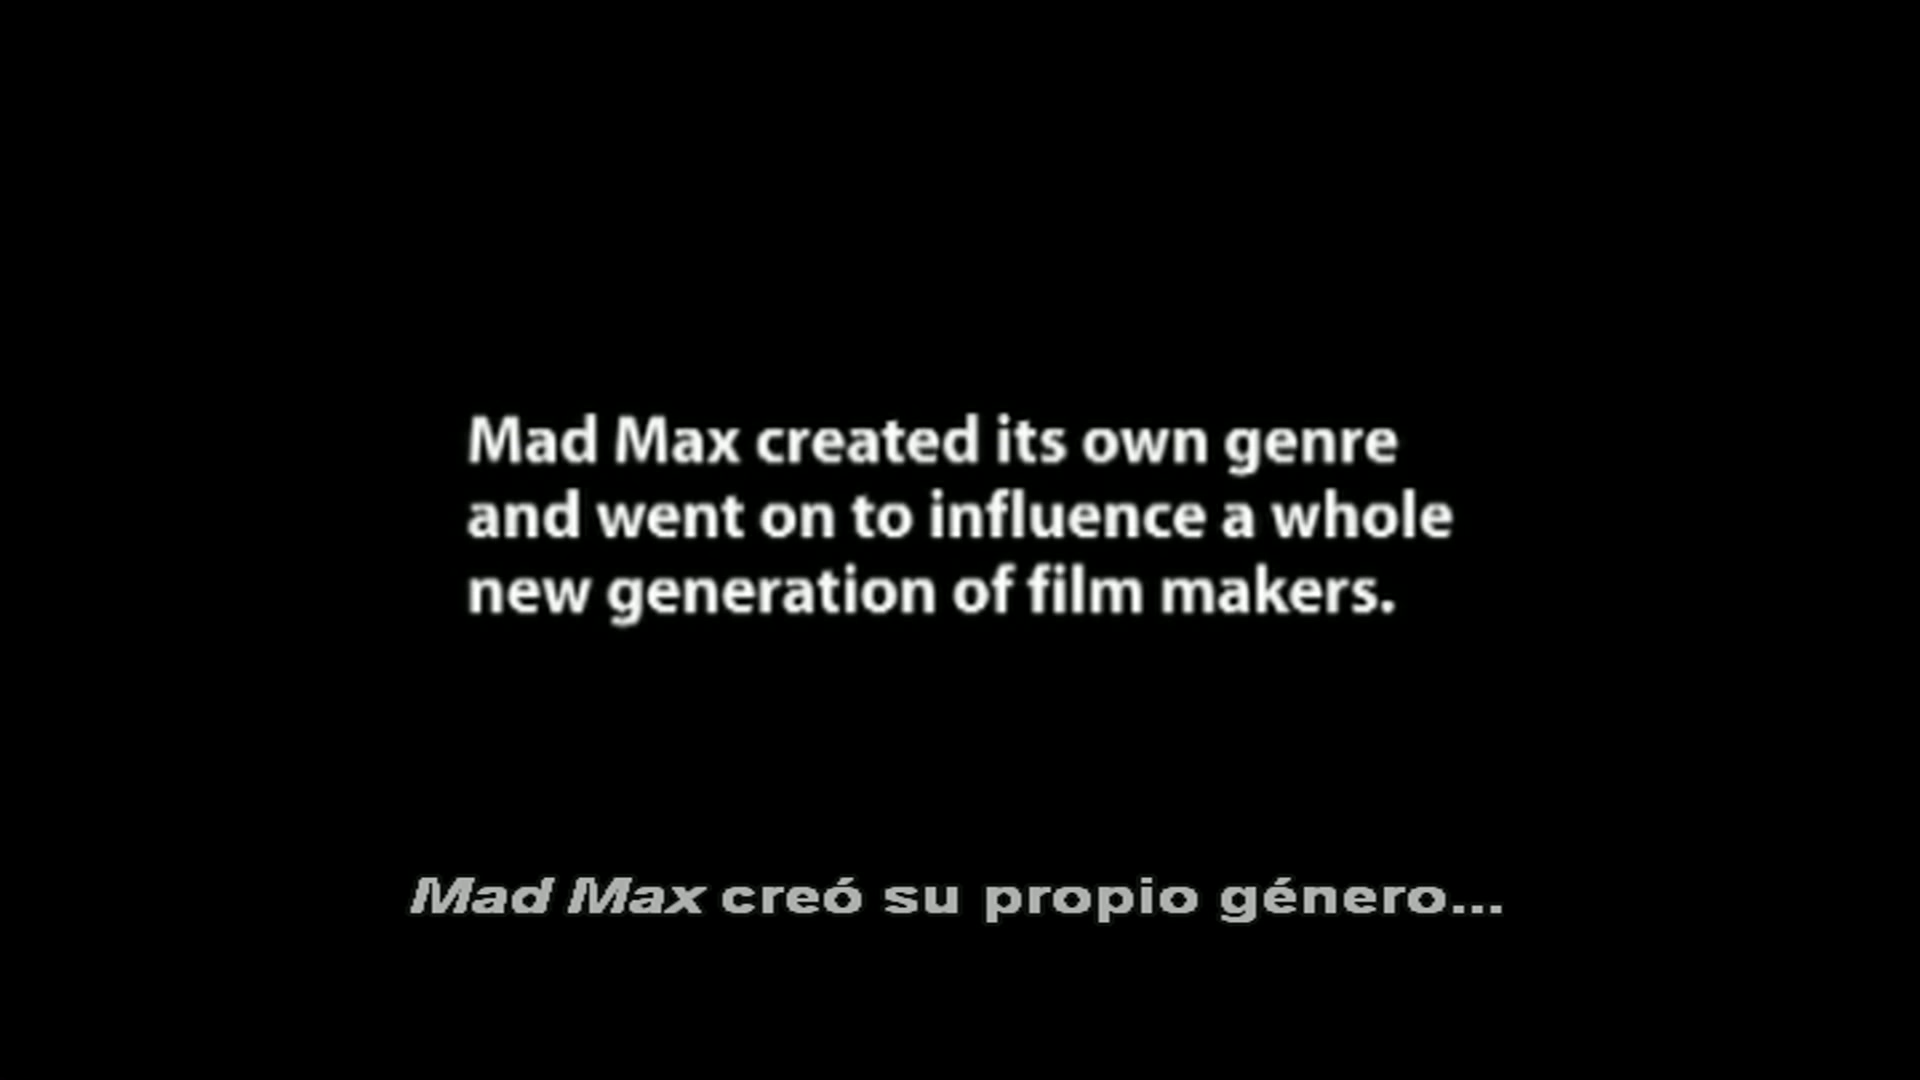 Mad Max created its own genre
and went on to influence a whole
new generation of film makers.
Mad Max creó su propio género...